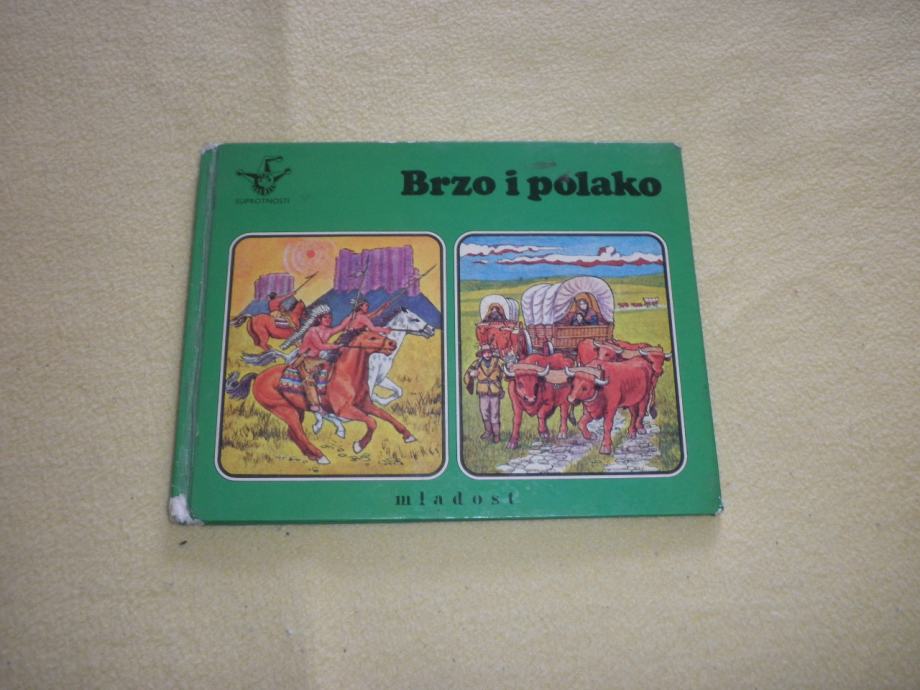 SUPROTNOSTI
Brzo i polako
mladost